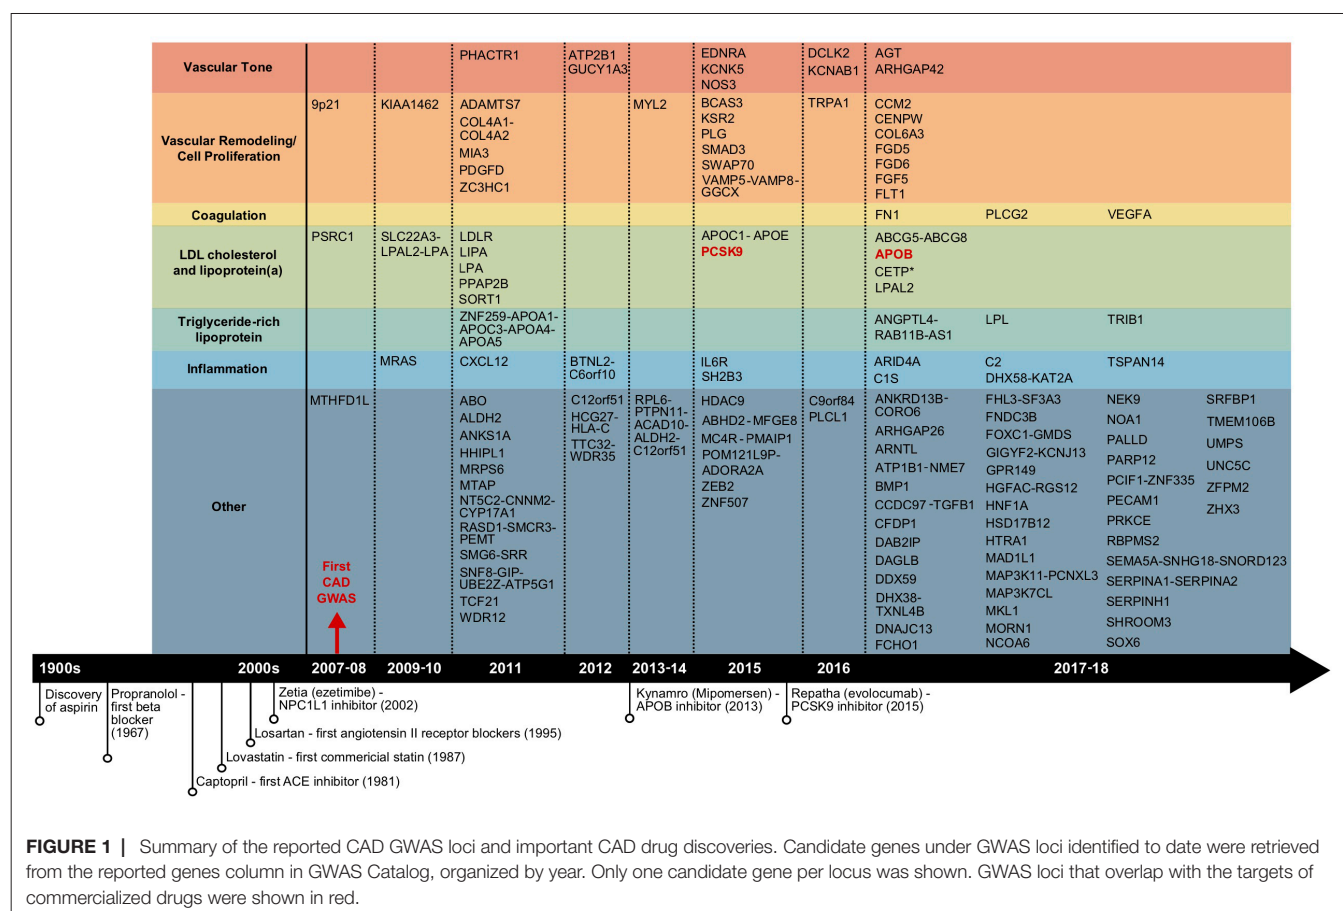 Vascular Tone
PHACTR1
ATP2B1
GUCY1A3
EDNRA
KCNK5
NOS3
DCLK2
KCNAB1
AGT
ARHGAP42
Vascular Remodeling/
Cell Proliferation
9p21
KIAA1462
ADAMTS7
COL4A1-
COL4A2
MIA3
PDGFD
ZC3HC1
MYL2
BCAS3
KSR2
PLG
SMAD3
SWAP70
VAMP5-VAMP8-
GGCX
TRPA1
CCM2
CENPW
COL6A3
FGD5
FGD6
FGF5
FLT1
Coagulation
FN1
PLCG2
VEGFA
LDL cholesterol
and lipoprotein(a)
PSRC1
SLC22A3-
LPAL2-LPA
LDLR
LIPA
LPA
PPAP2B
SORT1
APOC1- APOE
PCSK9
ABCG5-ABCG8
APOB
CETP*
LPAL2
Triglyceride-rich
lipoprotein
ZNF259-APOA1-
APOC3-APOA4-
APOA5
ANGPTL4-
RAB11B-AS1
LPL
TRIB1
Inflammation
MRAS
CXCL12
BTNL2-
C6orf10
IL6R
SH2B3
ARID4A
C1S
C2
DHX58-KAT2A
TSPAN14
Other
MTHFD1L
First
CAD
GWAS
ABO
ALDH2
ANKS1A
HHIPL1
MRPS6
MTAP
NT5C2-CNNM2-
CYP17A1
RASD1-SMCR3-
PEMT
SMG6-SRR
SNF8-GIP-
UBE2Z-ATP5G1
TCF21
WDR12
C12orf51
HCG27-
HLA-C
TTC32-
WDR35
RPL6-
PTPN11-
ACAD10-
ALDH2-
C12orf51
HDAC9
ABHD2-MFGE8
MC4R-PMAIP1
POM121L9P-
ADORA2A
ZEB2
ZNF507
C9orf84
PLCL1
ANKRD13B-
CORO6
ARHGAP26
ARNTL
ATP1B1-NME7
BMP1
CCDC97 -TGFB1
CFDP1
DAB2IP
DAGLB
DDX59
DHX38-
TXNL4B
DNAJC13
FCHO1
FHL3-SF3A3
FNDC3B
FOXC1-GMDS
GIGYF2-KCNJ13
GPR149
HGFAC-RGS12
HNF1A
HSD17B12
HTRA1
MAD1L1
MAP3K11-PCNXL3
MAP3K7CL
MKL1
MORN1
NCOA6
NEK9
NOA1
PALLD
PARP12
PCIF1-ZNF335
PECAM1
PRKCE
RBPMS2
SEMA5A-SNHG18-SNORD123
SERPINA1-SERPINA2
SERPINH1
SHROOM3
SOX6
SRFBP1
TMEM106B
UMPS
UNC5C
ZFPM2
ZHX3
1900s
2000s
2007-08
2009-10
2011
2012
2013-14
2015
2016
2017-18
Discovery
of aspirin
Propranolol -
first beta
blocker
(1967)
Zetia (ezetimibe) -
NPC1L1 inhibitor (2002)
Losartan - first angiotensin II receptor blockers (1995)
Lovastatin - first commericial statin (1987)
Captopril - first ACE inhibitor (1981)
Kynamro (Mipomersen) -
APOB inhibitor (2013)
Repatha (evolocumab) -
PCSK9 inhibitor (2015)
FIGURE 1 | Summary of the reported CAD GWAS loci and important CAD drug discoveries. Candidate genes under GWAS loci identified to date were retrieved
from the reported genes column in GWAS Catalog, organized by year. Only one candidate gene per locus was shown. GWAS loci that overlap with the targets of
commercialized drugs were shown in red.